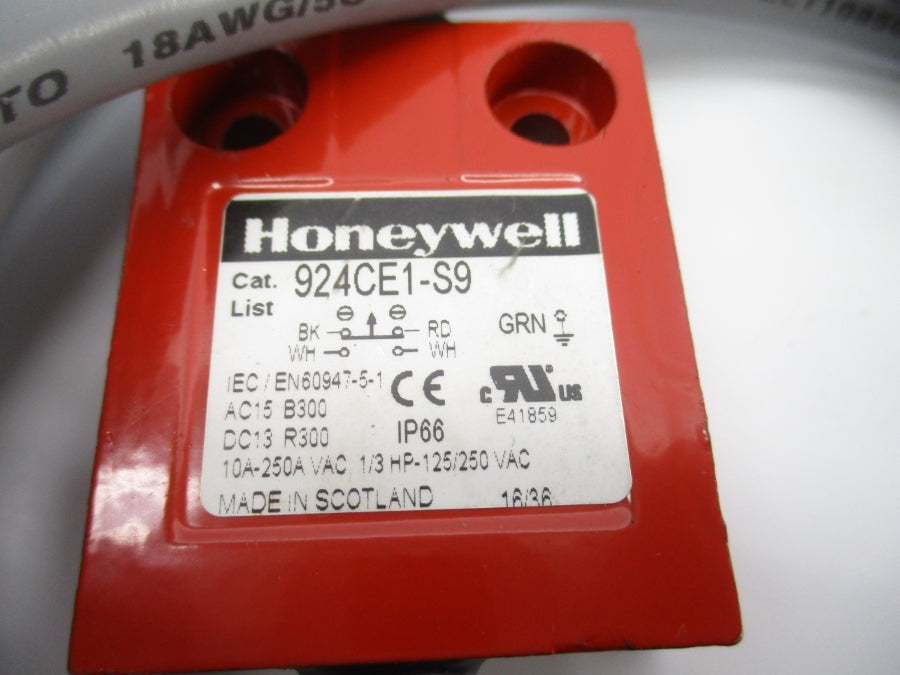 TO 18AWG/3C
Honeywell
Cat. 924CE1-S9
List
BK RD GRN
WH WH
IEC / EN60947-5-1 CE c RU US
AC15 B300 E41859
DC13 R300 IP66
10A-250A VAC 1/3 HP-125/250 VAC
MADE IN SCOTLAND 16/36